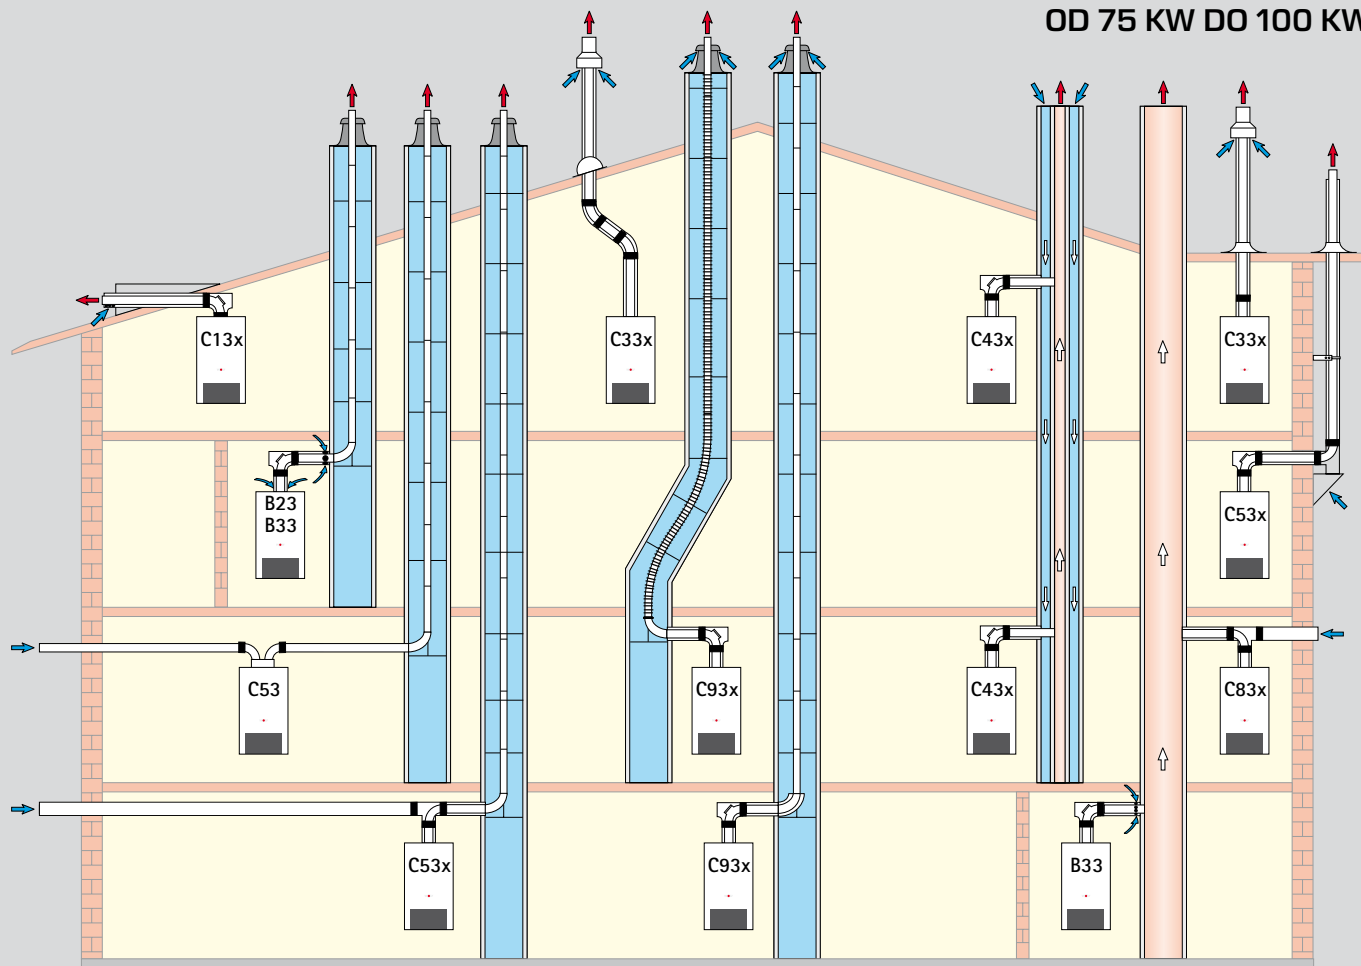 OD 75 KW DO 100 KW
C13x
C33x
C43x
C33x
B23
B33
C53x
C53
C93x
C43x
C83x
C53x
C93x
B33